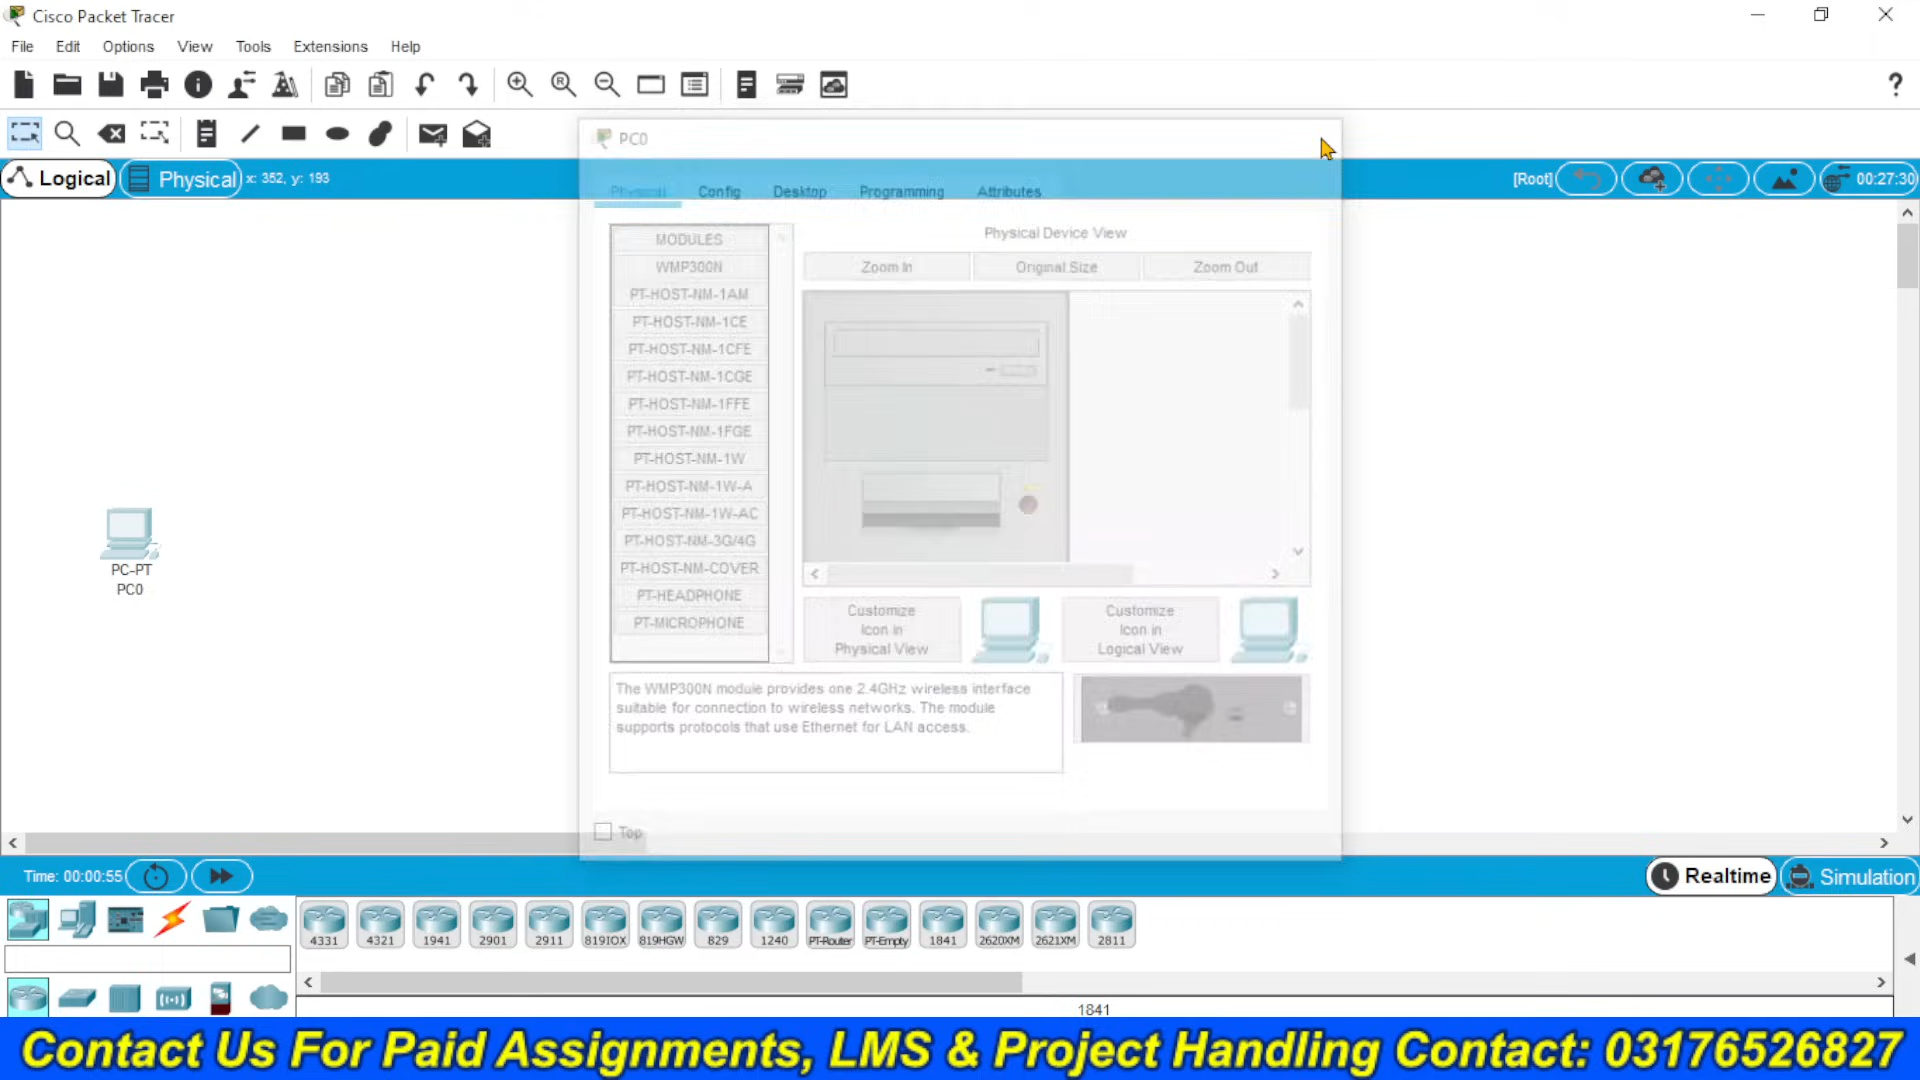 Cisco Packet Tracer
File Edit Options View Tools Extensions Help
PC0
Logical Physical x: 352, y: 193 [Root] 00:27:30
Physical Config Desktop Programming Attributes
MODULES
WMP300N
PT-HOST-NM-1AM
PT-HOST-NM-1CE
PT-HOST-NM-1CFE
PT-HOST-NM-1CGE
PT-HOST-NM-1FFE
PT-HOST-NM-1FGE
PT-HOST-NM-1W
PT-HOST-NM-1W-A
PT-HOST-NM-1W-AC
PT-HOST-NM-3G/4G
PT-HOST-NM-COVER
PT-HEADPHONE
PT-MICROPHONE
Physical Device View
Zoom In Original Size Zoom Out
PC-PT
PC0
Customize
Icon in
Physical View
Customize
Icon in
Logical View
The WMP300N module provides one 2.4GHz wireless interface
suitable for connection to wireless networks. The module
supports protocols that use Ethernet for LAN access.
Top
Time: 00:00:55 Realtime Simulation
4331 4321 1941 2901 2911 819IOX 819HGW 829 1240 PT-Router PT-Empty 1841 2620XM 2621XM 2811
1841
Contact Us For Paid Assignments, LMS & Project Handling Contact: 03176526827